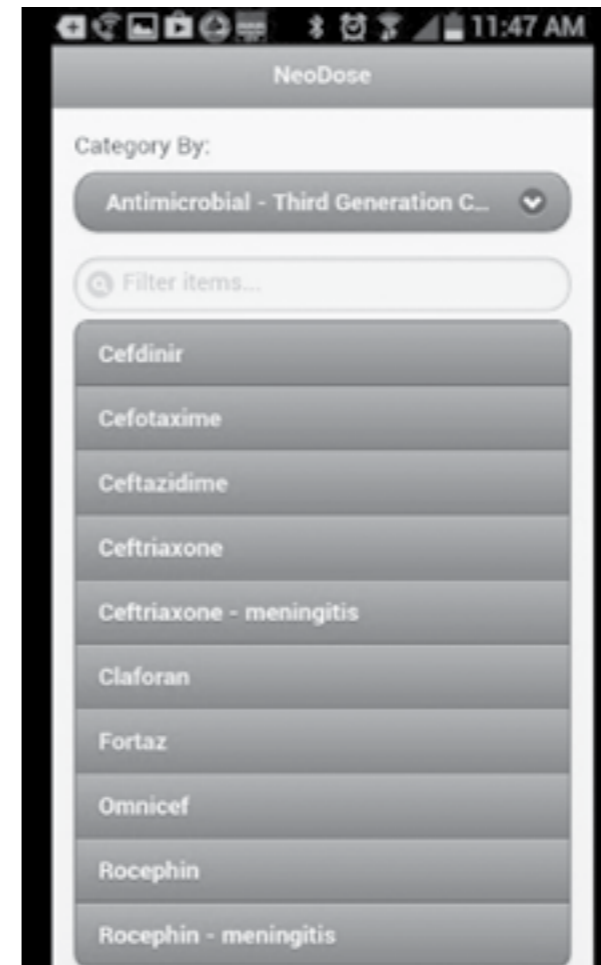 11:47 AM
NeoDose
Category By:
Antimicrobial - Third Generation C...
Filter items...
Cefdinir
Cefotaxime
Ceftazidime
Ceftriaxone
Ceftriaxone - meningitis
Claforan
Fortaz
Omnicef
Rocephin
Rocephin - meningitis